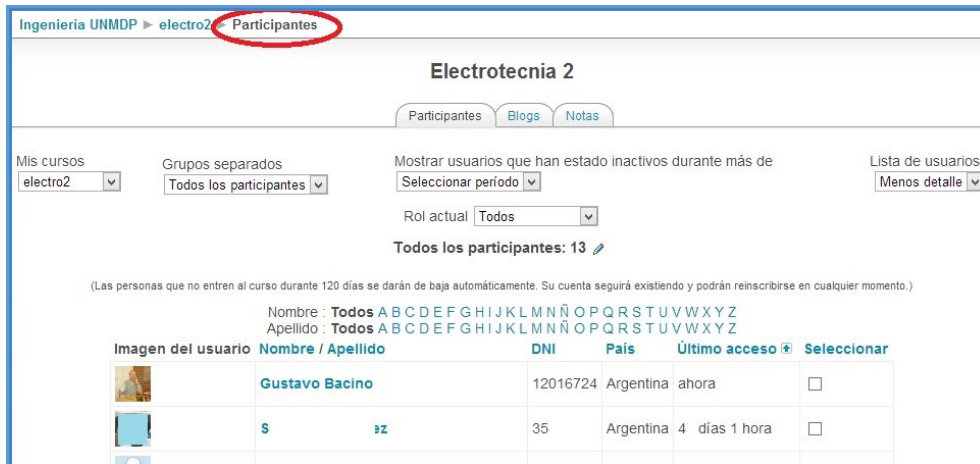 Ingeniería UNMDP ► electro2 ► Participantes
Electrotecnia 2
Participantes Blogs Notas
Mis cursos Grupos separados Mostrar usuarios que han estado inactivos durante más de Lista de usuarios
electro2 Todos los participantes Seleccionar período Menos detalle
Rol actual Todos
Todos los participantes: 13
(Las personas que no entren al curso durante 120 días se darán de baja automáticamente. Su cuenta seguirá existiendo y podrán reinscribirse en cualquier momento.)
Nombre : Todos A B C D E F G H I J K L M N Ñ O P Q R S T U V W X Y Z
Apellido : Todos A B C D E F G H I J K L M N Ñ O P Q R S T U V W X Y Z
Imagen del usuario Nombre / Apellido DNI País Último acceso Seleccionar
Gustavo Bacino 12016724 Argentina ahora
S ez 35 Argentina 4 días 1 hora